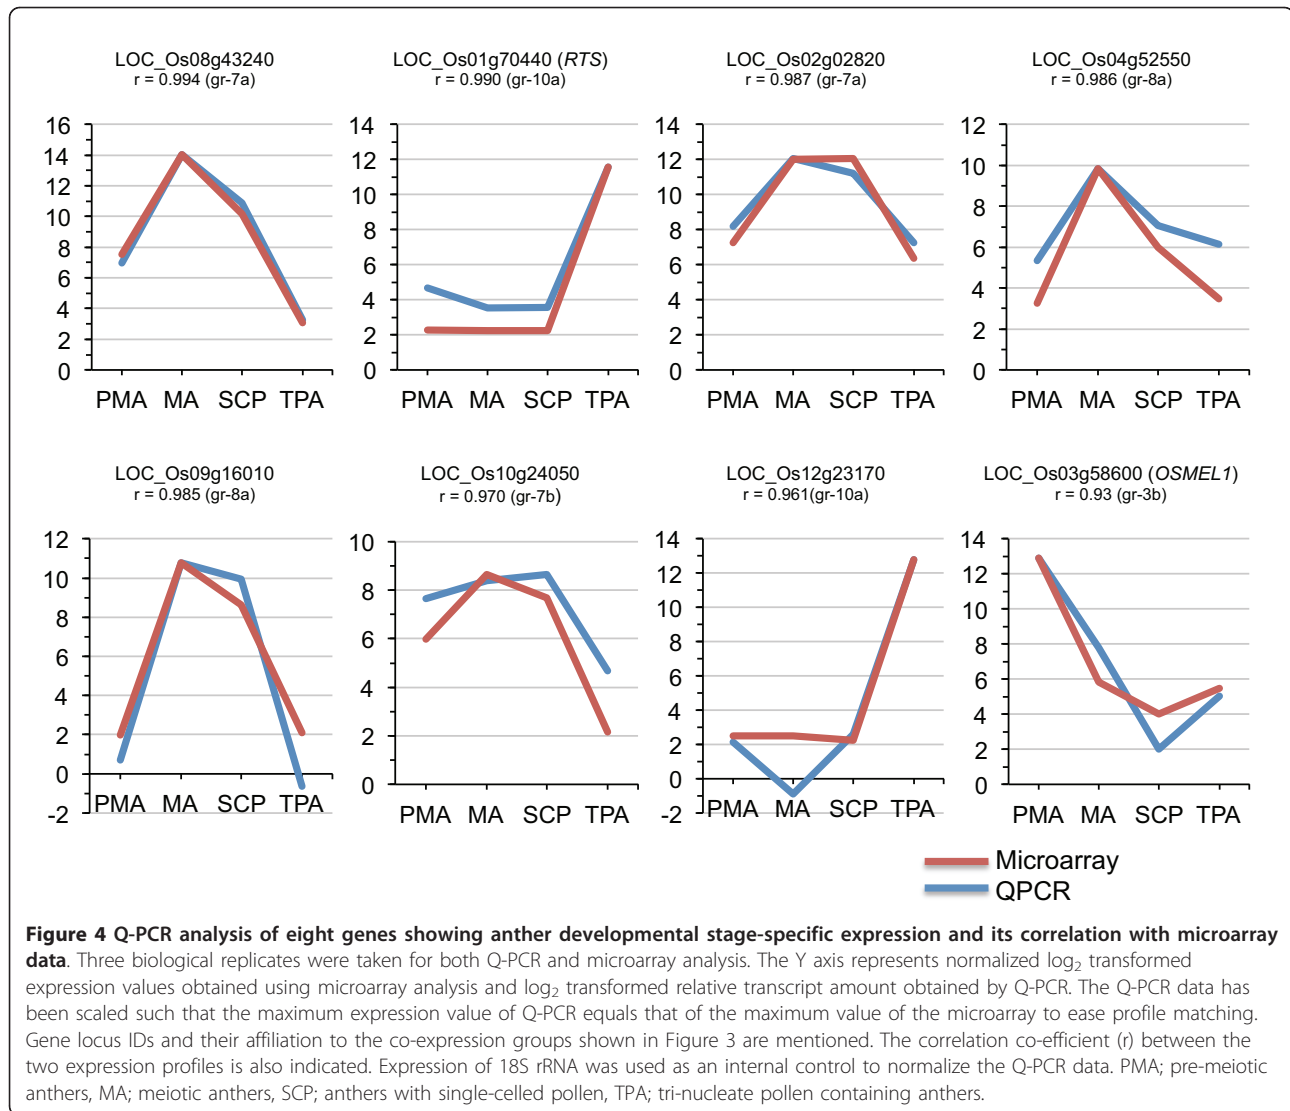 LOC_Os08g43240
r = 0.994 (gr-7a)
16
14
12
10
8
6
4
2
0
PMA MA SCP TPA
LOC_Os01g70440 (RTS)
r = 0.990 (gr-10a)
14
12
10
8
6
4
2
0
PMA MA SCP TPA
LOC_Os02g02820
r = 0.987 (gr-7a)
14
12
10
8
6
4
2
0
PMA MA SCP TPA
LOC_Os04g52550
r = 0.986 (gr-8a)
12
10
8
6
4
2
0
PMA MA SCP TPA
LOC_Os09g16010
r = 0.985 (gr-8a)
12
10
8
6
4
2
0
-2
PMA MA SCP TPA
LOC_Os10g24050
r = 0.970 (gr-7b)
10
8
6
4
2
0
PMA MA SCP TPA
LOC_Os12g23170
r = 0.961(gr-10a)
14
12
10
8
6
4
2
0
-2
PMA MA SCP TPA
LOC_Os03g58600 (OSMEL1)
r = 0.93 (gr-3b)
14
12
10
8
6
4
2
0
PMA MA SCP TPA
Microarray
QPCR
Figure 4 Q-PCR analysis of eight genes showing anther developmental stage-specific expression and its correlation with microarray
data. Three biological replicates were taken for both Q-PCR and microarray analysis. The Y axis represents normalized log₂ transformed
expression values obtained using microarray analysis and log₂ transformed relative transcript amount obtained by Q-PCR. The Q-PCR data has
been scaled such that the maximum expression value of Q-PCR equals that of the maximum value of the microarray to ease profile matching.
Gene locus IDs and their affiliation to the co-expression groups shown in Figure 3 are mentioned. The correlation co-efficient (r) between the
two expression profiles is also indicated. Expression of 18S rRNA was used as an internal control to normalize the Q-PCR data. PMA; pre-meiotic
anthers, MA; meiotic anthers, SCP; anthers with single-celled pollen, TPA; tri-nucleate pollen containing anthers.